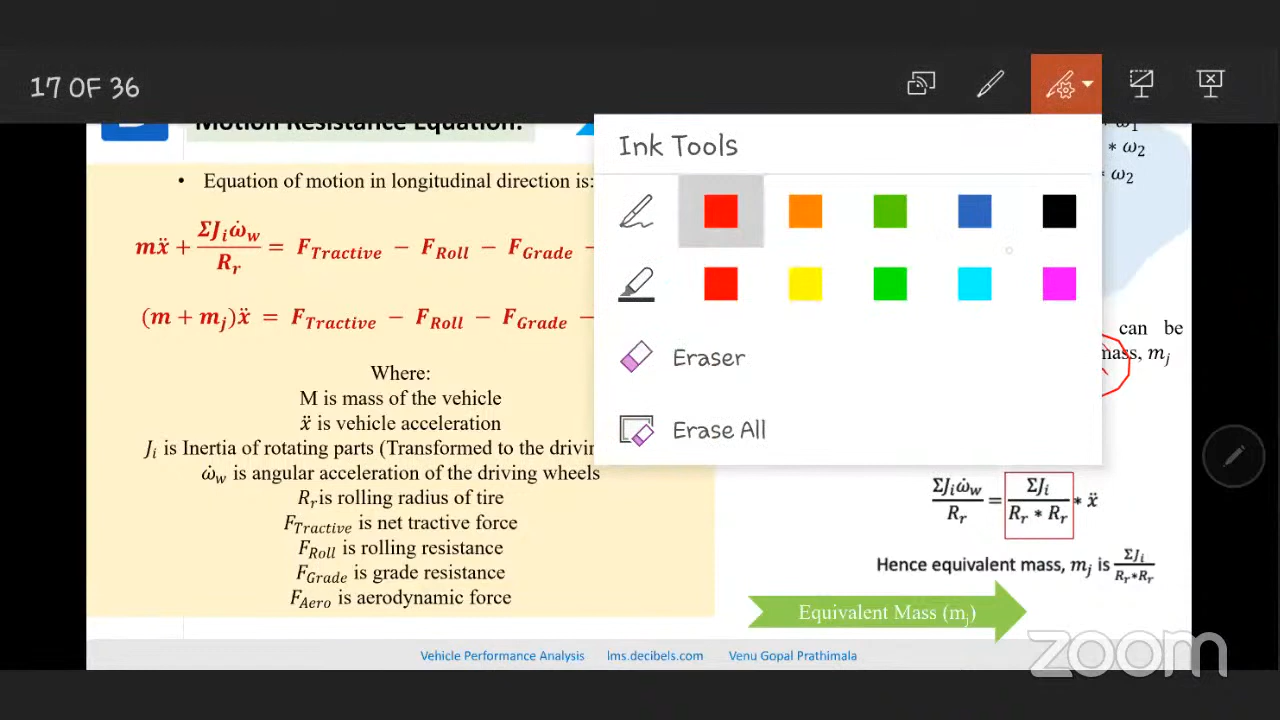 17 OF 36
Motion Resistance Equation:
Ink Tools
Eraser
Erase All
• Equation of motion in longitudinal direction is:
mẍ + ΣJᵢω̇_w / R_r = F_Tractive − F_Roll − F_Grade −
(m + m_j)ẍ = F_Tractive − F_Roll − F_Grade −
Where:
M is mass of the vehicle
ẍ is vehicle acceleration
Jᵢ is Inertia of rotating parts (Transformed to the drivin
ω̇_w is angular acceleration of the driving wheels
R_r is rolling radius of tire
F_Tractive is net tractive force
F_Roll is rolling resistance
F_Grade is grade resistance
F_Aero is aerodynamic force
ω₁
* ω₂
ω₂
can be
mass, m_j
ΣJᵢω̇_w / R_r = ΣJᵢ / R_r * R_r * ẍ
Hence equivalent mass, m_j is ΣJᵢ / R_r*R_r
Equivalent Mass (m_j)
Vehicle Performance Analysis lms.decibels.com Venu Gopal Prathimala
zoom